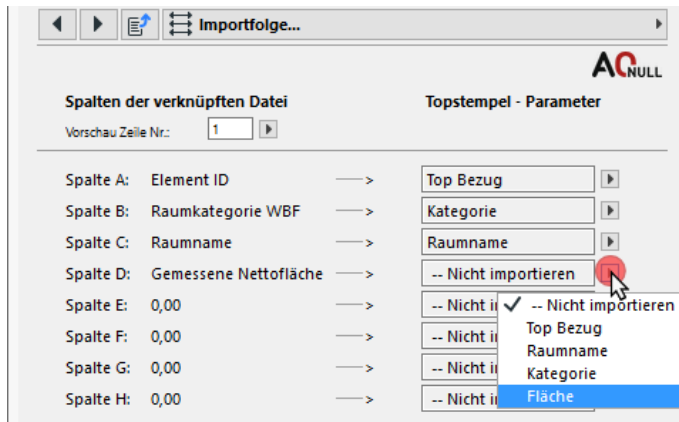 Importfolge...
ACNULL
Spalten der verknüpften Datei Topstempel - Parameter
Vorschau Zeile Nr.: 1
Spalte A: Element ID ----> Top Bezug
Spalte B: Raumkategorie WBF ----> Kategorie
Spalte C: Raumname ----> Raumname
Spalte D: Gemessene Nettofläche ----> -- Nicht importieren
Spalte E: 0,00 ----> -- Nicht i
✓ -- Nicht importieren
Spalte F: 0,00 ----> -- Nicht i
Top Bezug
Raumname
Spalte G: 0,00 ----> -- Nicht i
Kategorie
Spalte H: 0,00 ----> -- Nicht i
Fläche